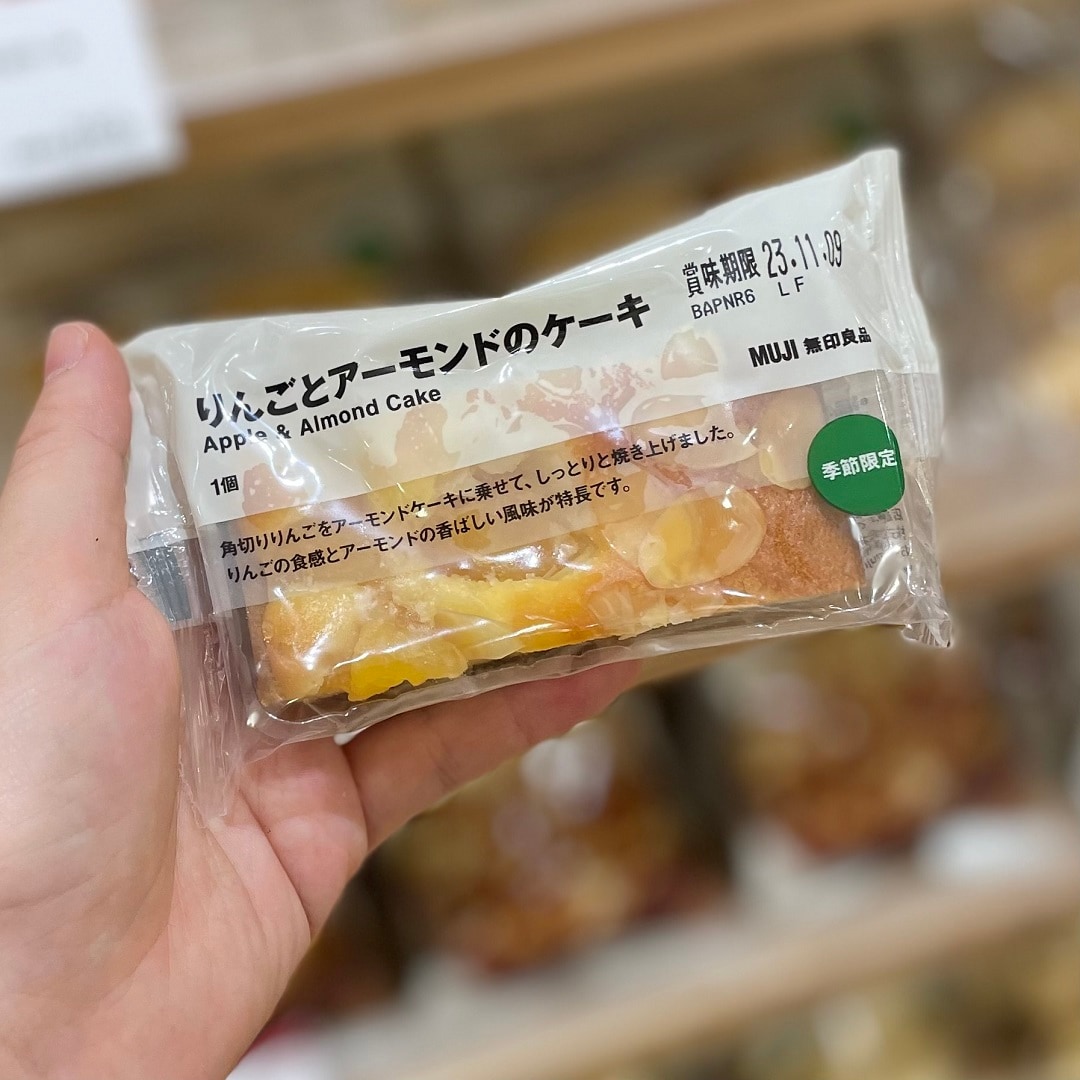 賞味期限 23.11.09
BAPNR6 LF
りんごとアーモンドのケーキ
Apple & Almond Cake
MUJI 無印良品
1個
季節限定
角切りりんごをアーモンドケーキに乗せて、しっとりと焼き上げました。
りんごの食感とアーモンドの香ばしい風味が特長です。